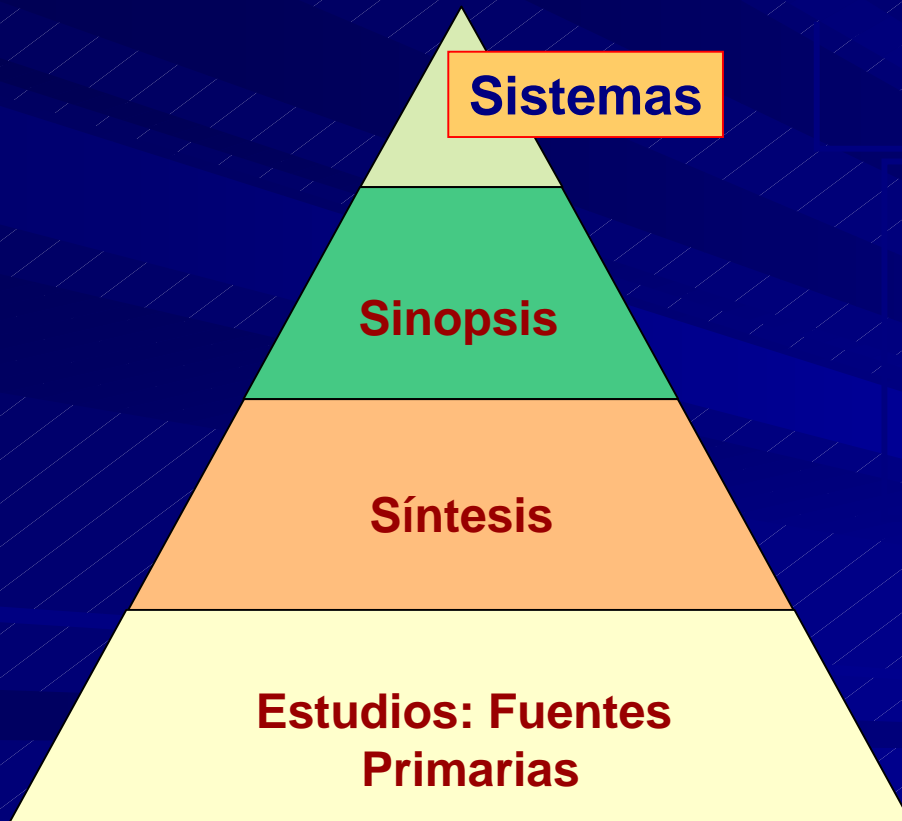 Sistemas
Sinopsis
Síntesis
Estudios: Fuentes
Primarias